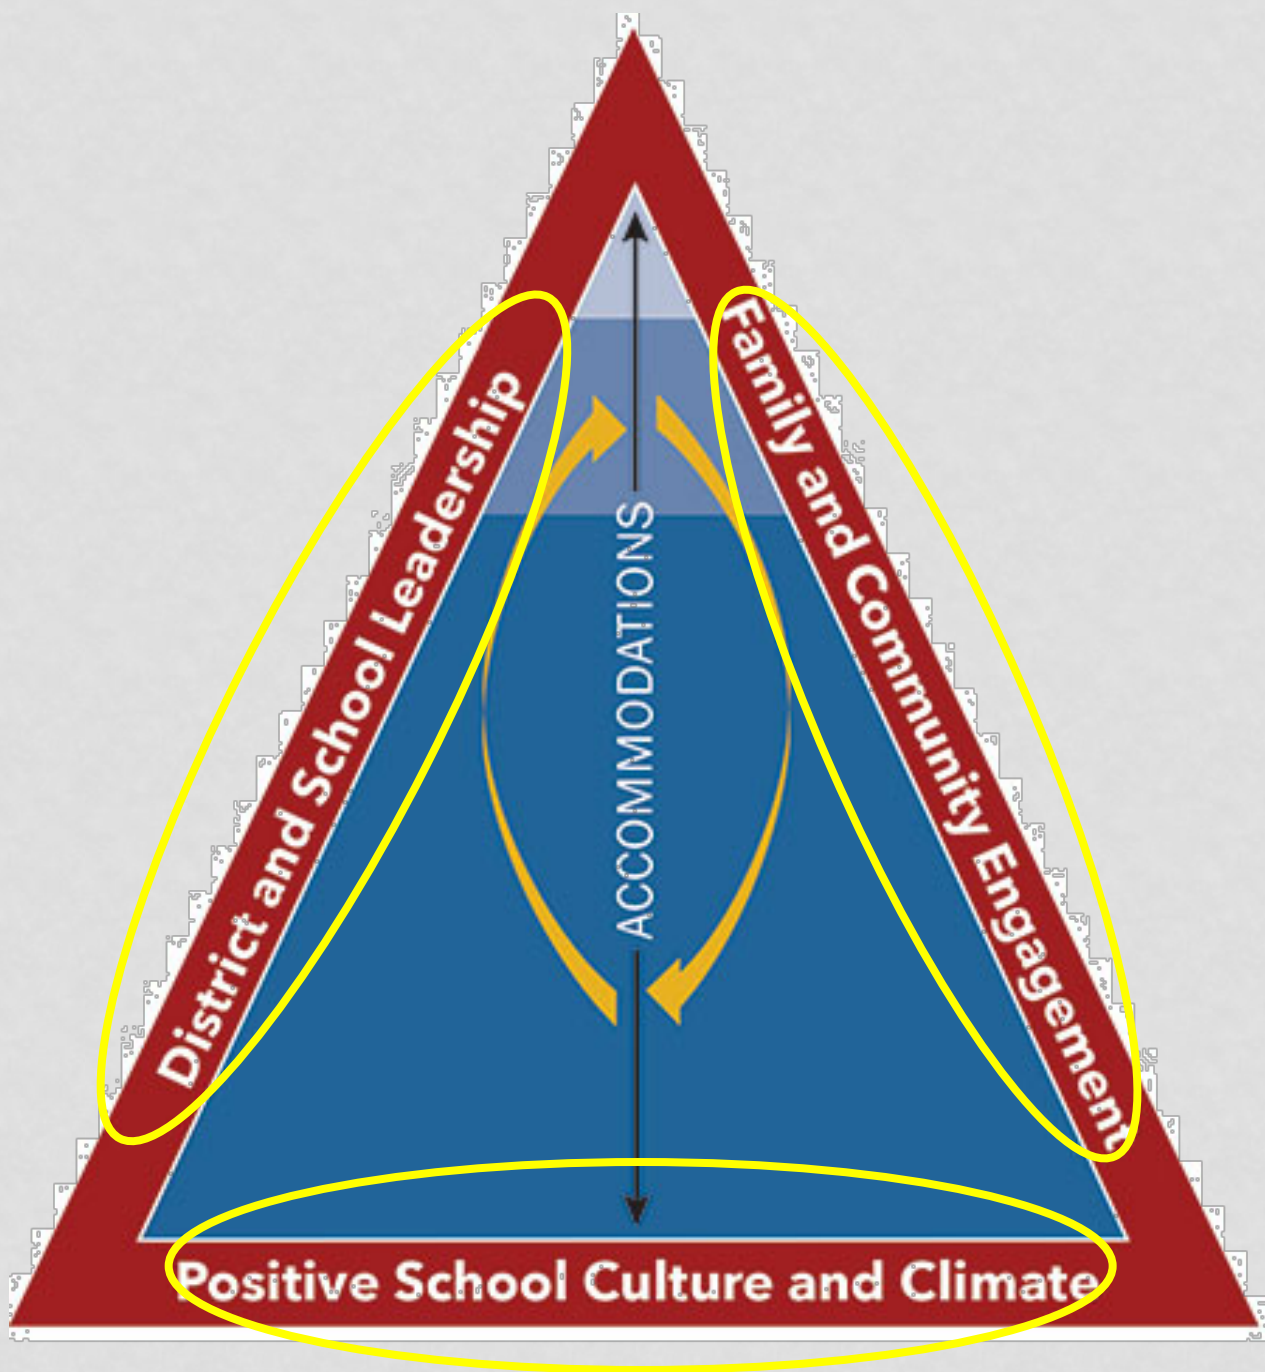 District and School Leadership
Family and Community Engagement
ACCOMMODATIONS
Positive School Culture and Climate